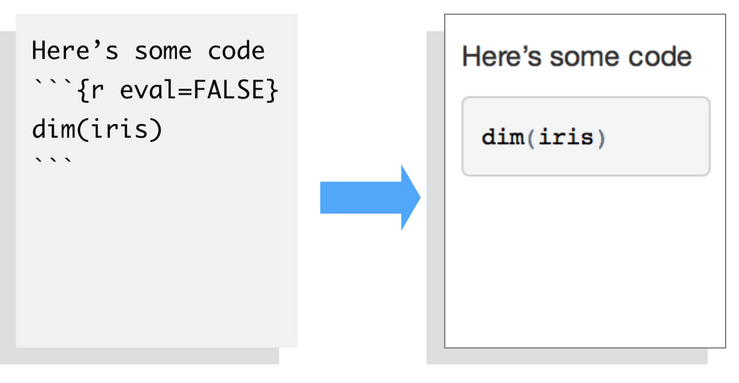 Here’s some code
```{r eval=FALSE}
dim(iris)
```
Here’s some code
dim(iris)